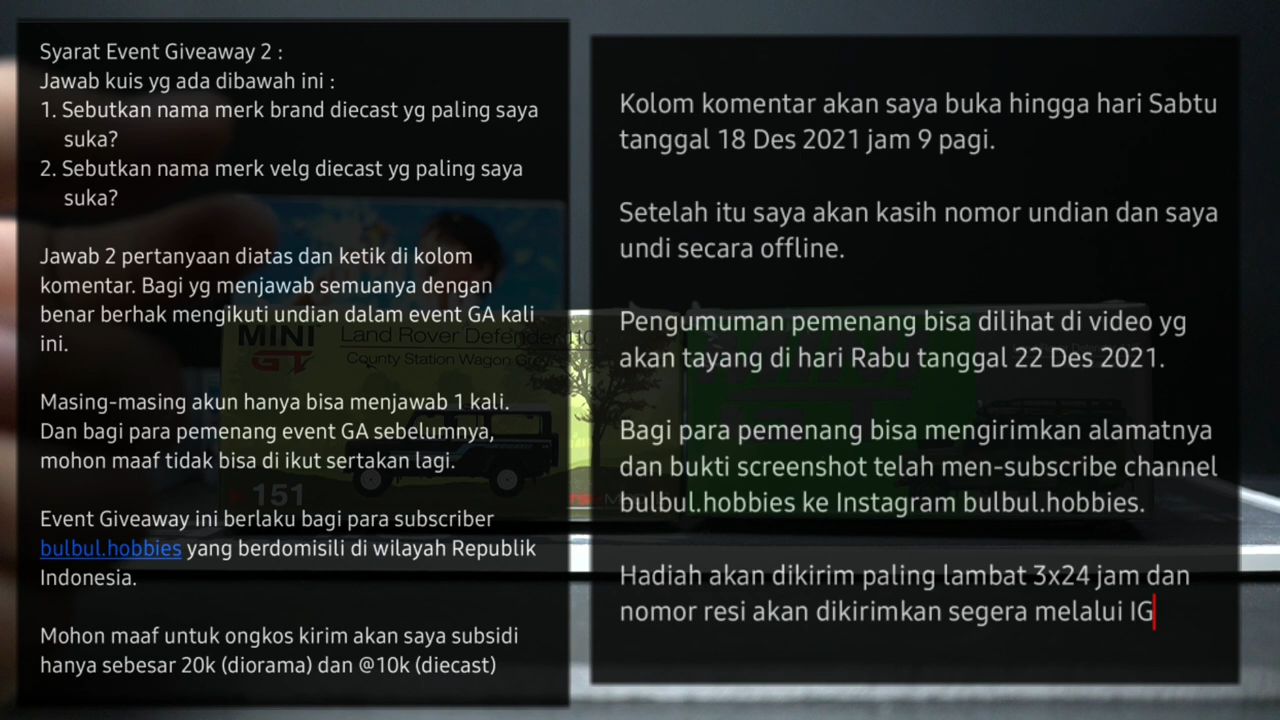 Syarat Event Giveaway 2 :
Jawab kuis yg ada dibawah ini :
1. Sebutkan nama merk brand diecast yg paling saya
suka?
2. Sebutkan nama merk velg diecast yg paling saya
suka?
Jawab 2 pertanyaan diatas dan ketik di kolom
komentar. Bagi yg menjawab semuanya dengan
benar berhak mengikuti undian dalam event GA kali
ini.
Masing-masing akun hanya bisa menjawab 1 kali.
Dan bagi para pemenang event GA sebelumnya,
mohon maaf tidak bisa di ikut sertakan lagi.
Event Giveaway ini berlaku bagi para subscriber
bulbul.hobbies yang berdomisili di wilayah Republik
Indonesia.
Mohon maaf untuk ongkos kirim akan saya subsidi
hanya sebesar 20k (diorama) dan @10k (diecast)
Kolom komentar akan saya buka hingga hari Sabtu
tanggal 18 Des 2021 jam 9 pagi.
Setelah itu saya akan kasih nomor undian dan saya
undi secara offline.
Pengumuman pemenang bisa dilihat di video yg
akan tayang di hari Rabu tanggal 22 Des 2021.
Bagi para pemenang bisa mengirimkan alamatnya
dan bukti screenshot telah men-subscribe channel
bulbul.hobbies ke Instagram bulbul.hobbies.
Hadiah akan dikirim paling lambat 3x24 jam dan
nomor resi akan dikirimkan segera melalui IG
MINI
GT
Land Rover Defender 110
County Station Wagon Grey
151